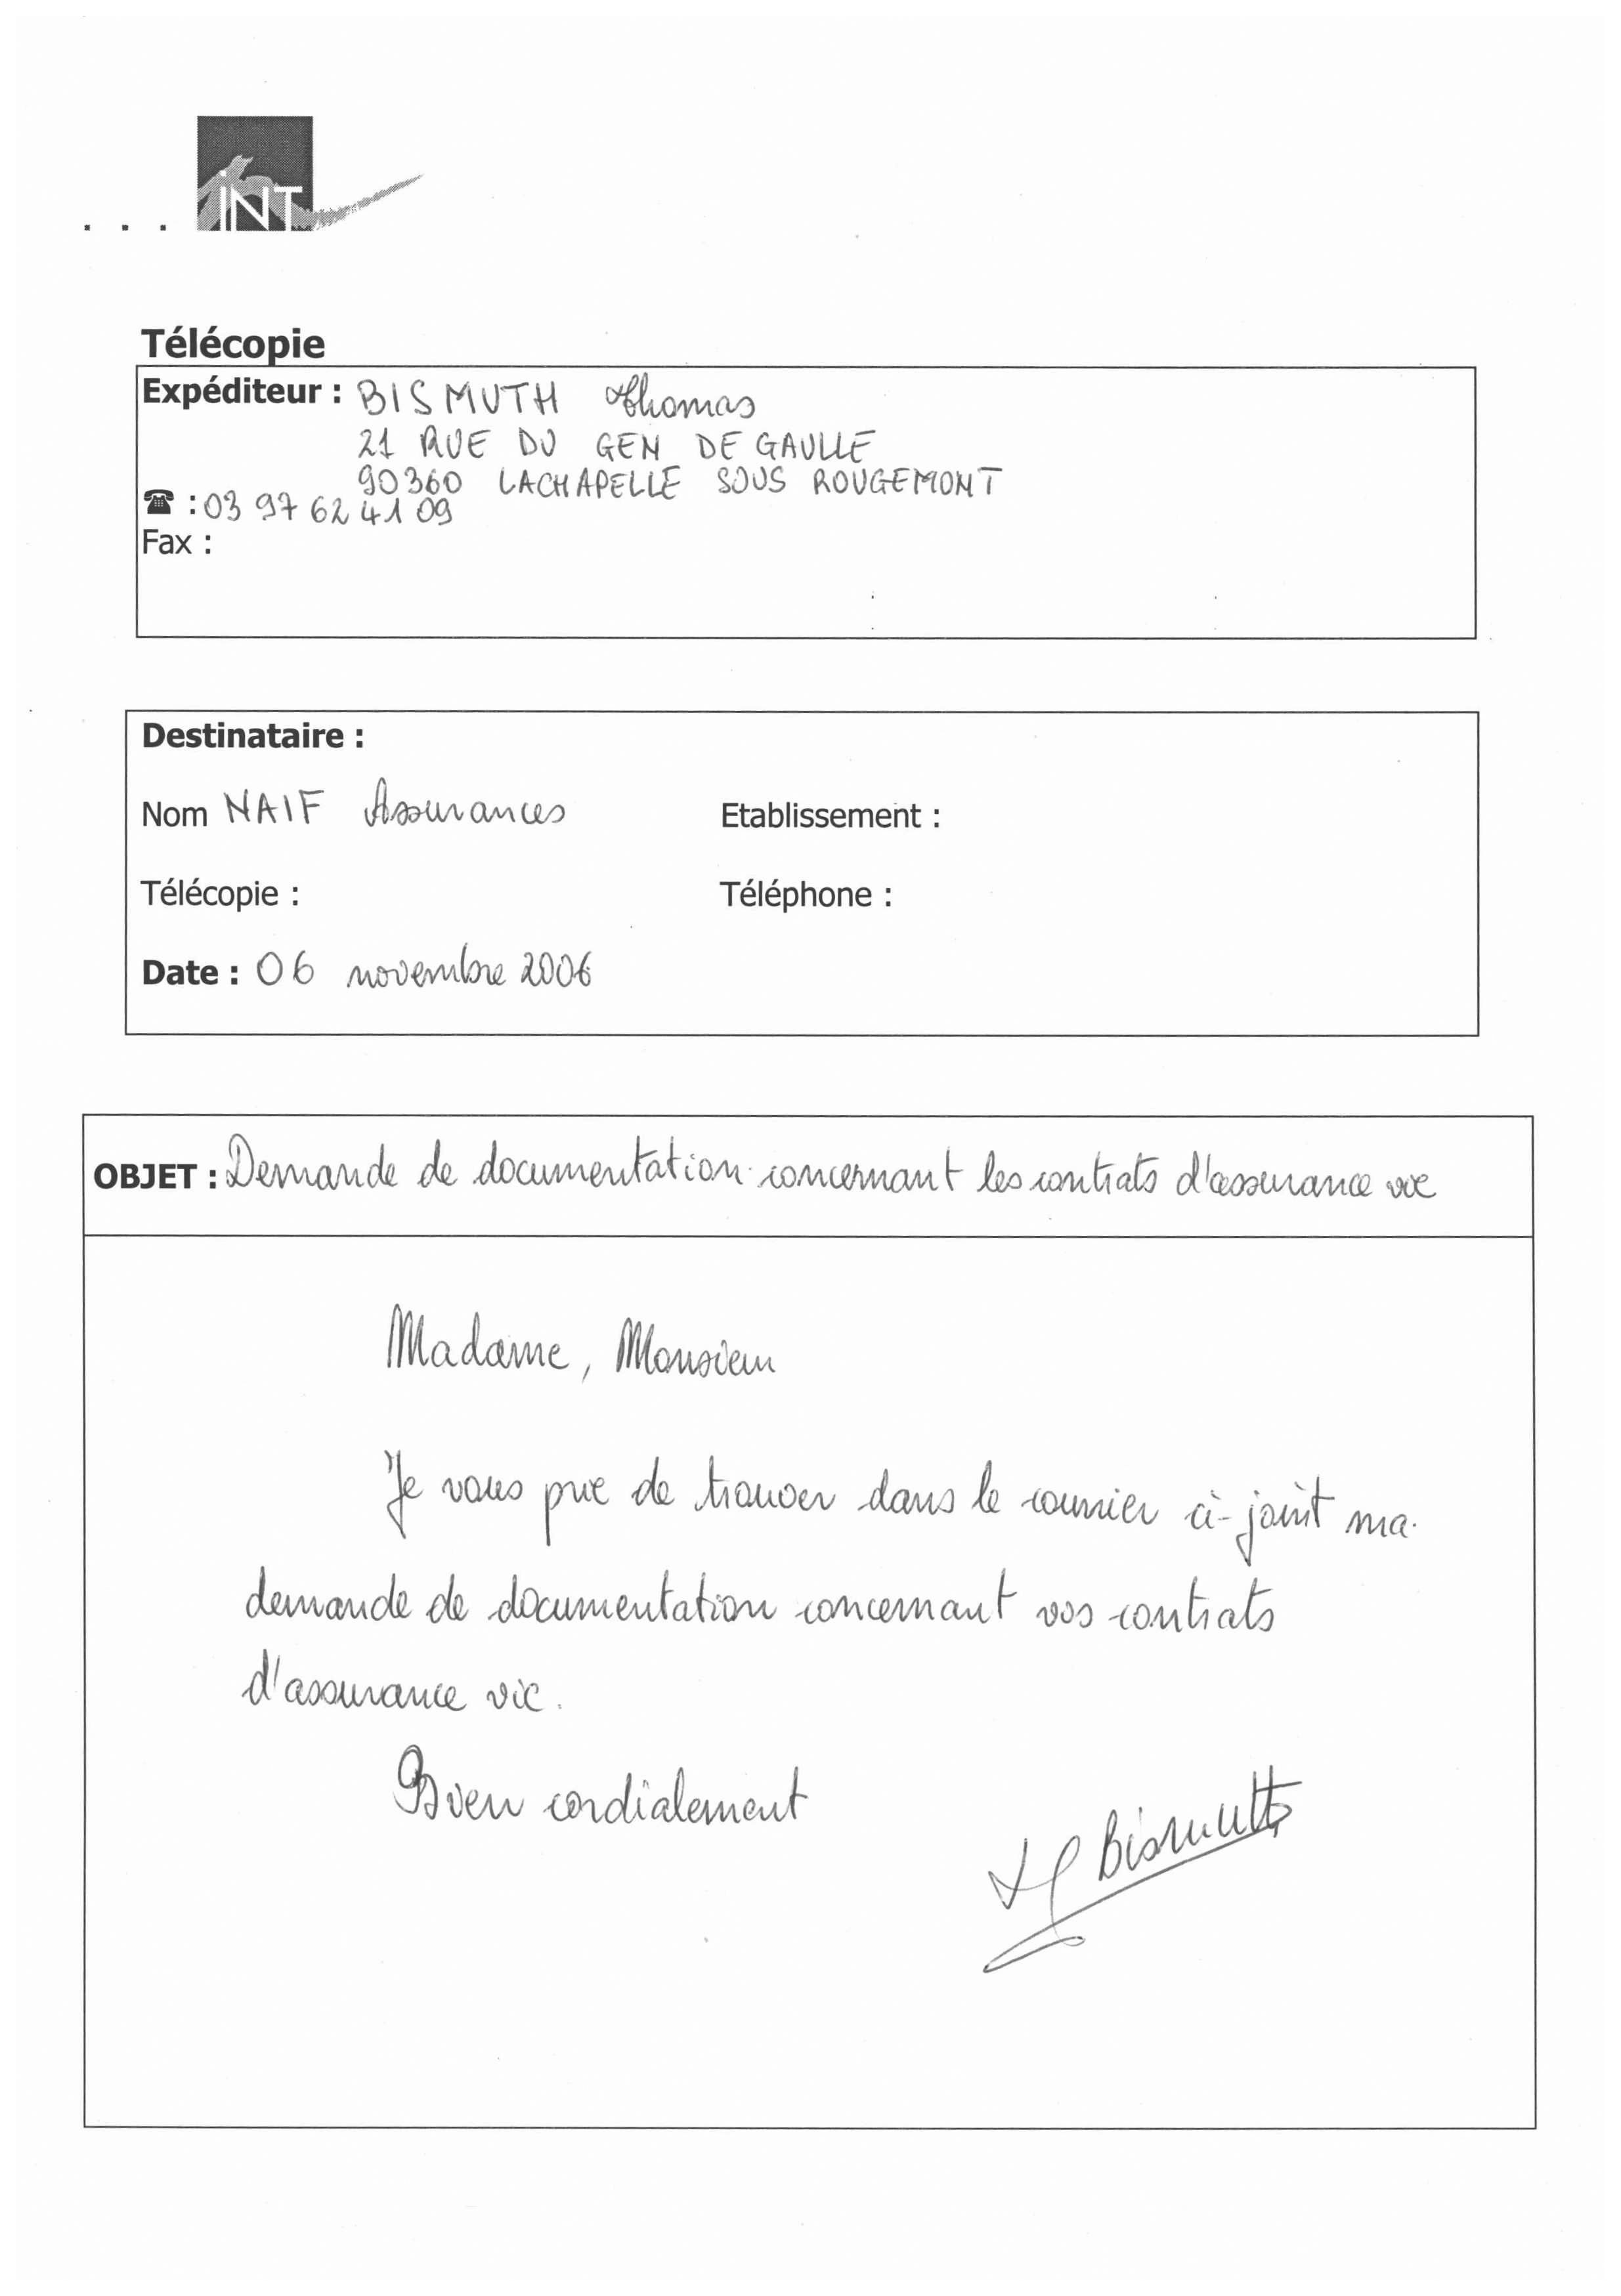 . . . INT
Télécopie
Expéditeur : BISMUTH Thomas
21 RUE DU GEN DE GAULLE
90360 LACHAPELLE SOUS ROUGEMONT
☎ : 03 97 62 41 09
Fax :
Destinataire :
Nom NAIF Assurances Etablissement :
Télécopie : Téléphone :
Date : 06 novembre 2006
OBJET : Demande de documentation concernant les contrats d'assurance vie
Madame, Monsieur
Je vous prie de trouver dans le courrier ci-joint ma
demande de documentation concernant vos contrats
d'assurance vie.
Bien cordialement
Bismuth